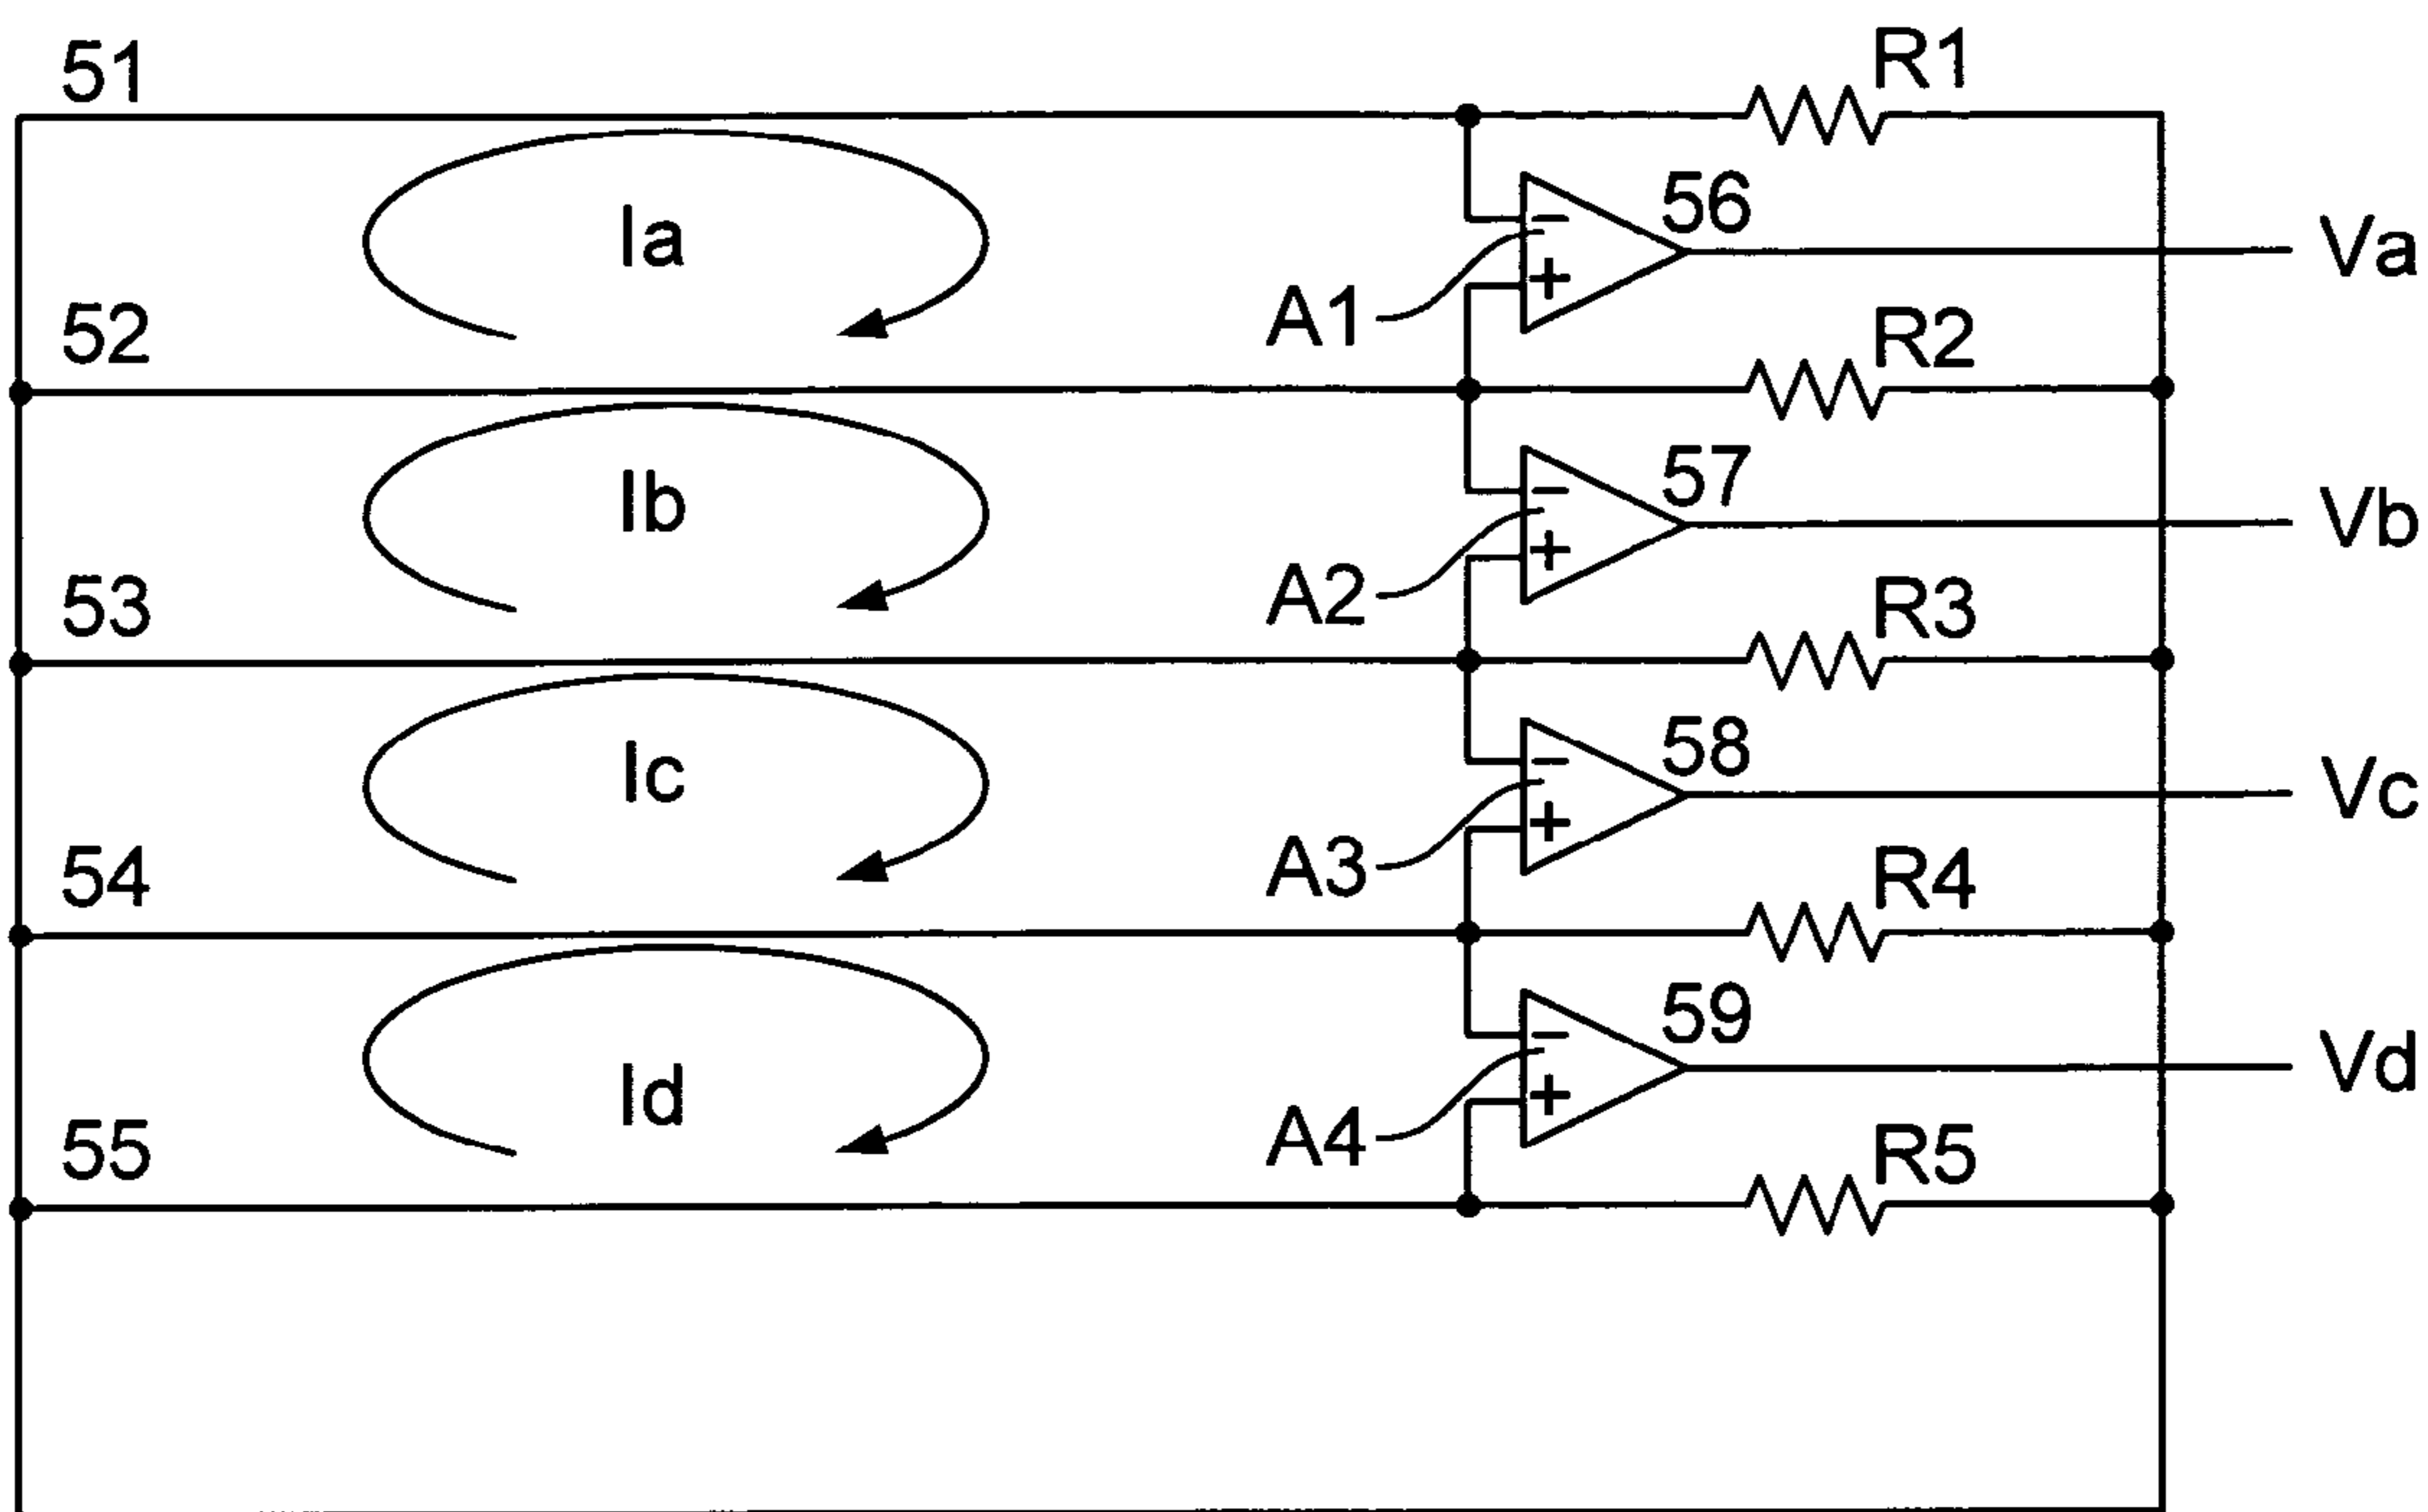 51
R1
56
Ia
Va
A1
−
+
52
R2
57
Ib
Vb
A2
−
+
53
R3
58
Ic
Vc
A3
−
+
54
R4
59
Id
Vd
A4
−
+
55
R5